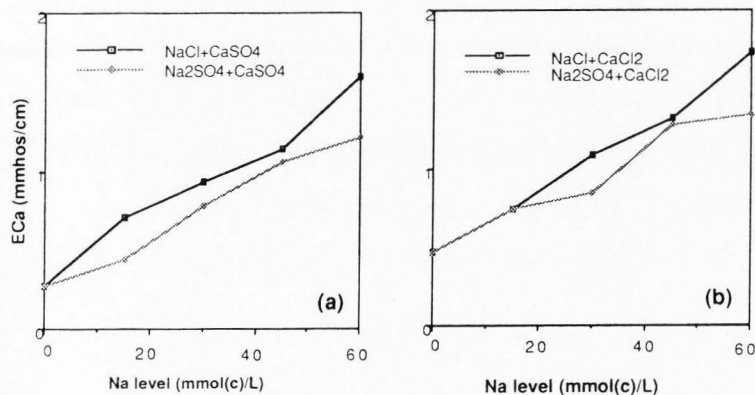 2
NaCl+CaSO4
Na2SO4+CaSO4
ECa (mmhos/cm)
1
(a)
0
0 20 40 60
Na level (mmol(c)/L)
2
NaCl+CaCl2
Na2SO4+CaCl2
1
(b)
0
0 20 40 60
Na level (mmol(c)/L)